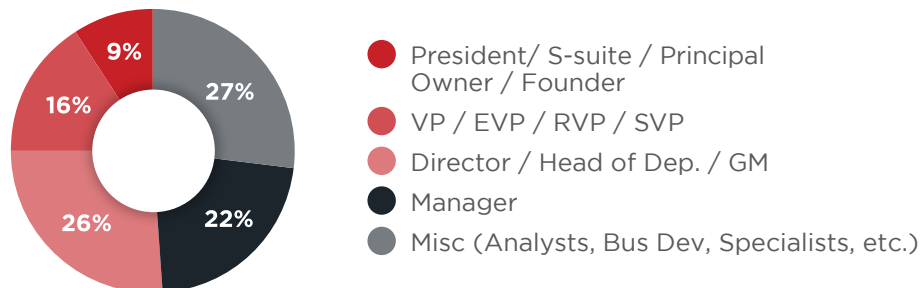 9%
27%
16%
26%
22%
President/ S-suite / Principal
Owner / Founder
VP / EVP / RVP / SVP
Director / Head of Dep. / GM
Manager
Misc (Analysts, Bus Dev, Specialists, etc.)